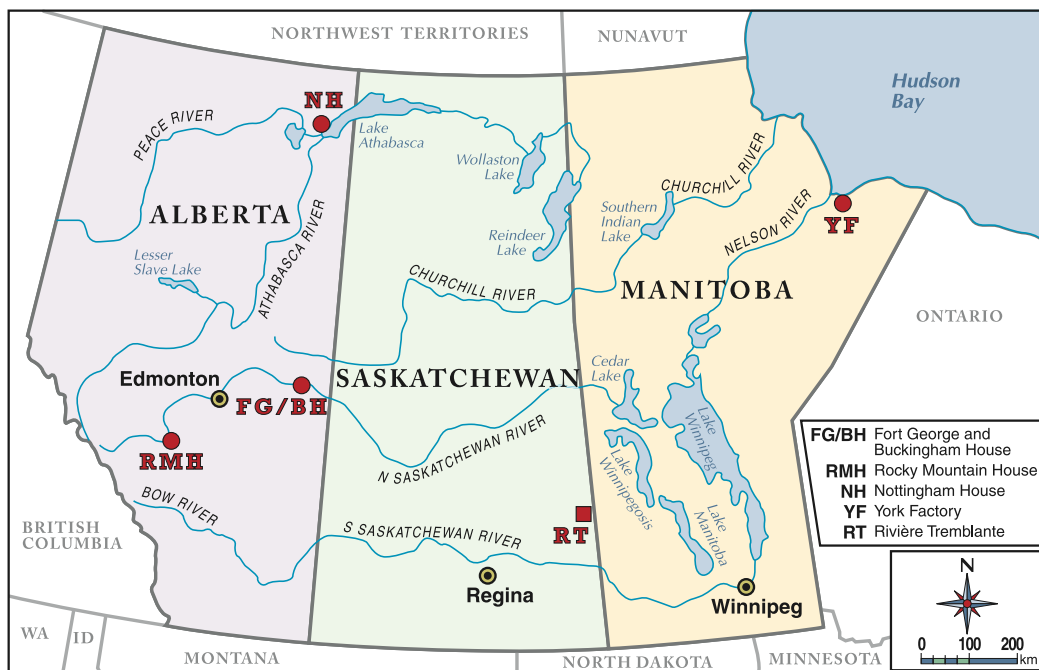 NORTHWEST TERRITORIES
NUNAVUT
Hudson
Bay
NH
Lake
Athabasca
PEACE RIVER
Wollaston
Lake
CHURCHILL RIVER
ALBERTA
ATHABASCA RIVER
Southern
Indian
Lake
NELSON RIVER
YF
Reindeer
Lake
Lesser
Slave Lake
CHURCHILL RIVER
MANITOBA
ONTARIO
Edmonton
SASKATCHEWAN
Cedar
Lake
FG/BH
Lake
Winnipeg
RMH
N SASKATCHEWAN RIVER
Lake
Winnipegosis
BOW RIVER
S SASKATCHEWAN RIVER
RT
Lake
Manitoba
BRITISH
COLUMBIA
Regina
Winnipeg
WA
ID
MONTANA
NORTH DAKOTA
MINNESOTA
FG/BH Fort George and
Buckingham House
RMH Rocky Mountain House
NH Nottingham House
YF York Factory
RT Rivière Tremblante
N
0 100 200
km